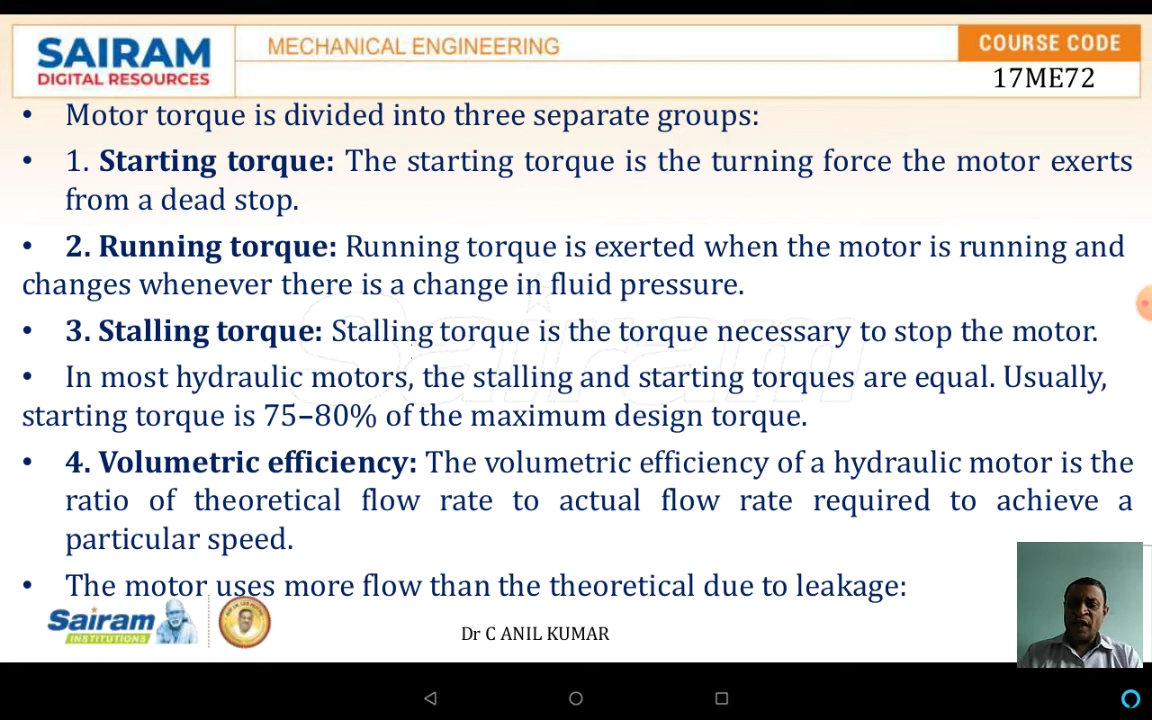 SAIRAM
DIGITAL RESOURCES
MECHANICAL ENGINEERING
COURSE CODE
17ME72
• Motor torque is divided into three separate groups:
• 1. Starting torque: The starting torque is the turning force the motor exerts
from a dead stop.
• 2. Running torque: Running torque is exerted when the motor is running and
changes whenever there is a change in fluid pressure.
• 3. Stalling torque: Stalling torque is the torque necessary to stop the motor.
• In most hydraulic motors, the stalling and starting torques are equal. Usually,
starting torque is 75–80% of the maximum design torque.
• 4. Volumetric efficiency: The volumetric efficiency of a hydraulic motor is the
ratio of theoretical flow rate to actual flow rate required to achieve a
particular speed.
• The motor uses more flow than the theoretical due to leakage:
Sairam
INSTITUTIONS
Dr C ANIL KUMAR
Sairam